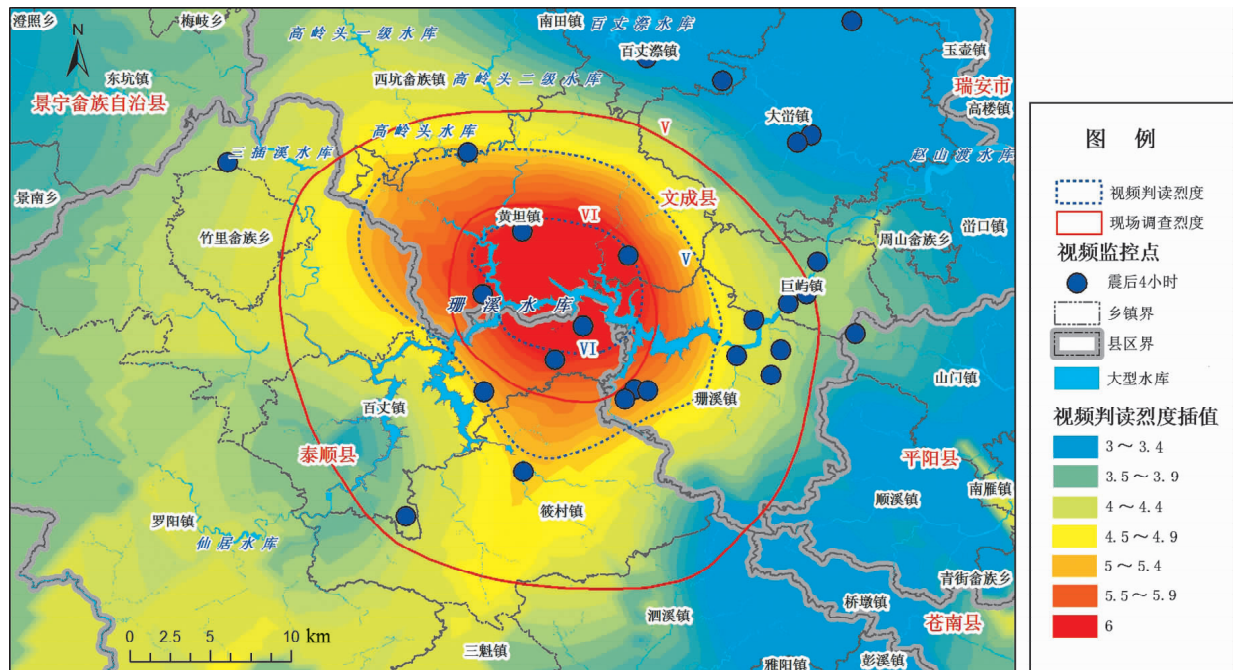 澄照乡
梅岐乡
南田镇
百丈漈水库
N
高岭头一级水库
百丈漈镇
玉壶镇
东坑镇
西坑畲族镇
高岭头二级水库
瑞安市
景宁畲族自治县
高楼镇
大峃镇
V
高岭头水库
三插溪水库
赵山渡水库
景南乡
文成县
黄坦镇
VI
峃口镇
竹里畲族乡
周山畲族乡
V
巨屿镇
珊溪水库
VI
山门镇
百丈镇
珊溪镇
泰顺县
平阳县
南雁镇
顺溪镇
罗阳镇
筱村镇
仙居水库
青街畲族乡
桥墩镇
泗溪镇
苍南县
0 2.5 5 10 km
三魁镇
雅阳镇
彭溪镇
图 例
视频判读烈度
现场调查烈度
视频监控点
震后4小时
乡镇界
县区界
大型水库
视频判读烈度插值
3～3.4
3.5～3.9
4～4.4
4.5～4.9
5～5.4
5.5～5.9
6